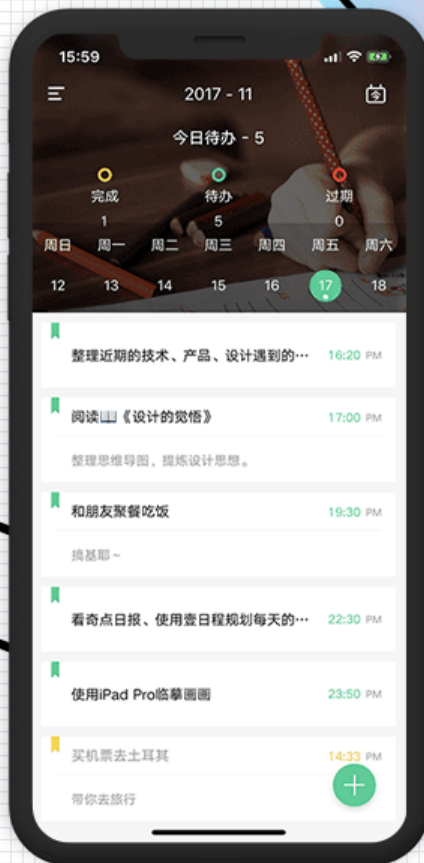 15:59
2017 - 11
今
今日待办 - 5
完成 待办 过期
1 5 0
周日 周一 周二 周三 周四 周五 周六
12 13 14 15 16 17 18
整理近期的技术、产品、设计遇到的… 16:20 PM
阅读📖《设计的觉悟》 17:00 PM
整理思维导图，提炼设计思想。
和朋友聚餐吃饭 19:30 PM
搞基耶~
看奇点日报、使用壹日程规划每天的… 22:30 PM
使用iPad Pro临摹画画 23:50 PM
买机票去土耳其 14:33 PM
带你去旅行